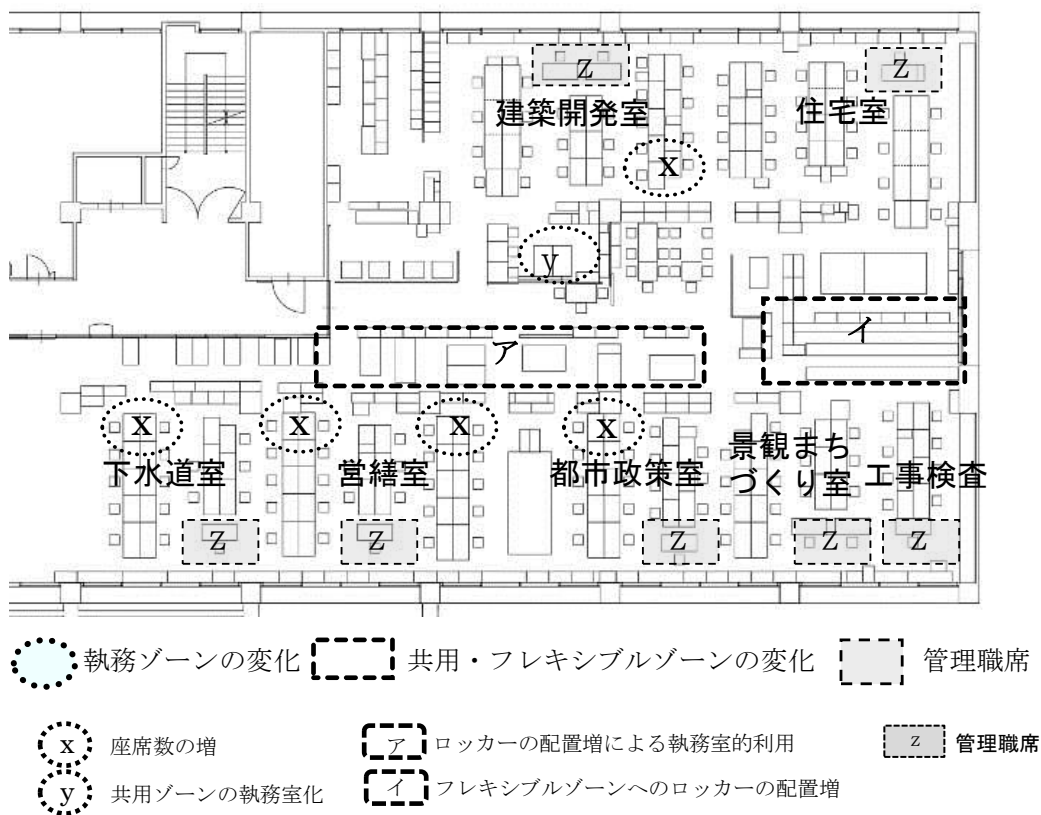 z
z
建築開発室
住宅室
x
y
ア
イ
x
x
x
x
下水道室
営繕室
都市政策室
景観まち
づくり室
工事検査
z
z
z
z
z
執務ゾーンの変化
共用・フレキシブルゾーンの変化
管理職席
x
座席数の増
ア
ロッカーの配置増による執務室的利用
z
管理職席
y
共用ゾーンの執務室化
イ
フレキシブルゾーンへのロッカーの配置増